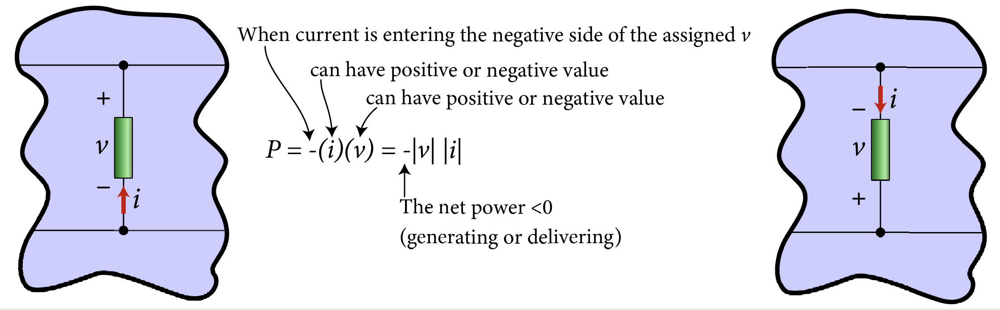 When current is entering the negative side of the assigned v
can have positive or negative value
can have positive or negative value
+
v
−
i
P = -(i)(v) = -|v| |i|
The net power <0
(generating or delivering)
i
−
v
+